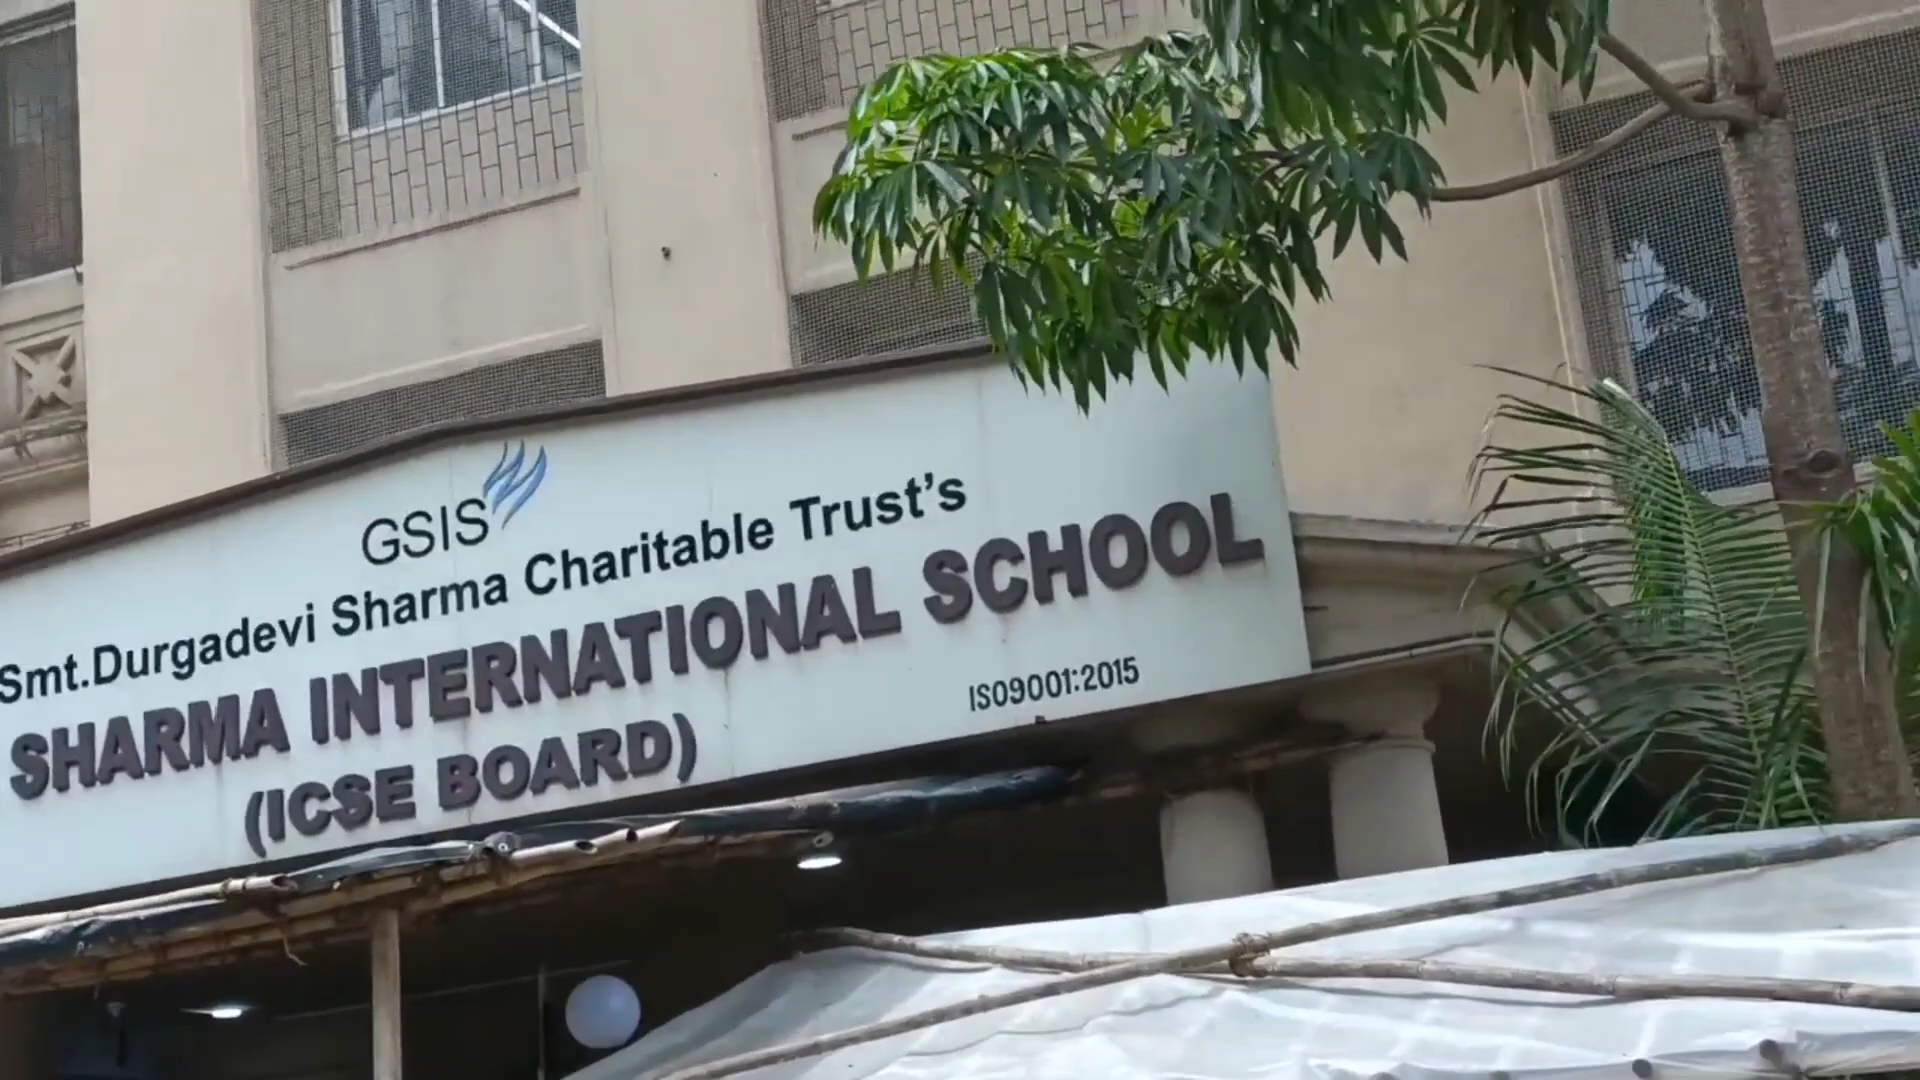 GSIS
Smt.Durgadevi Sharma Charitable Trust's
SHARMA INTERNATIONAL SCHOOL
(ICSE BOARD)
ISO9001:2015